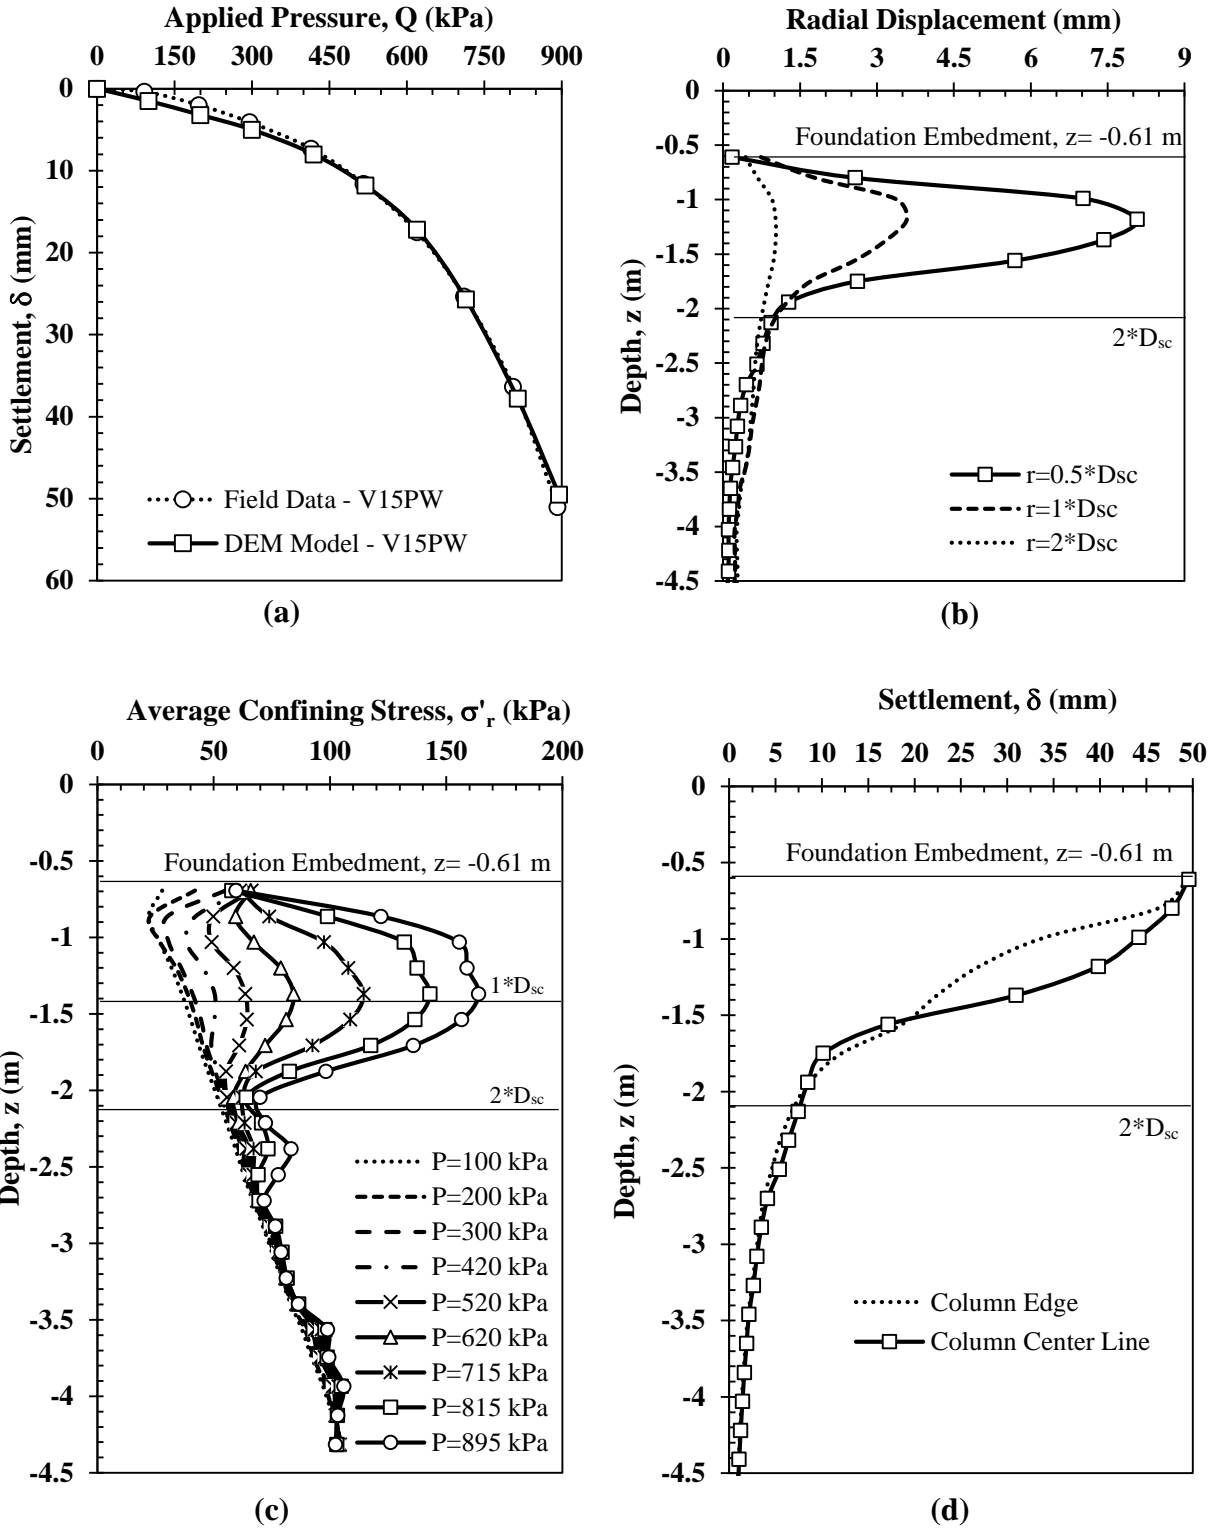 Applied Pressure, Q (kPa)
0 150 300 450 600 750 900
0
10
20
30
40
50
60
Settlement, δ (mm)
Field Data - V15PW
DEM Model - V15PW
(a)
Radial Displacement (mm)
0 1.5 3 4.5 6 7.5 9
0
-0.5
-1
-1.5
-2
-2.5
-3
-3.5
-4
-4.5
Depth, z (m)
Foundation Embedment, z= -0.61 m
2*Dsc
r=0.5*Dsc
r=1*Dsc
r=2*Dsc
(b)
Average Confining Stress, σ'r (kPa)
0 50 100 150 200
0
-0.5
-1
-1.5
-2
-2.5
-3
-3.5
-4
-4.5
Depth, z (m)
Foundation Embedment, z= -0.61 m
1*Dsc
2*Dsc
P=100 kPa
P=200 kPa
P=300 kPa
P=420 kPa
P=520 kPa
P=620 kPa
P=715 kPa
P=815 kPa
P=895 kPa
(c)
Settlement, δ (mm)
0 5 10 15 20 25 30 35 40 45 50
0
-0.5
-1
-1.5
-2
-2.5
-3
-3.5
-4
-4.5
Depth, z (m)
Foundation Embedment, z= -0.61 m
2*Dsc
Column Edge
Column Center Line
(d)